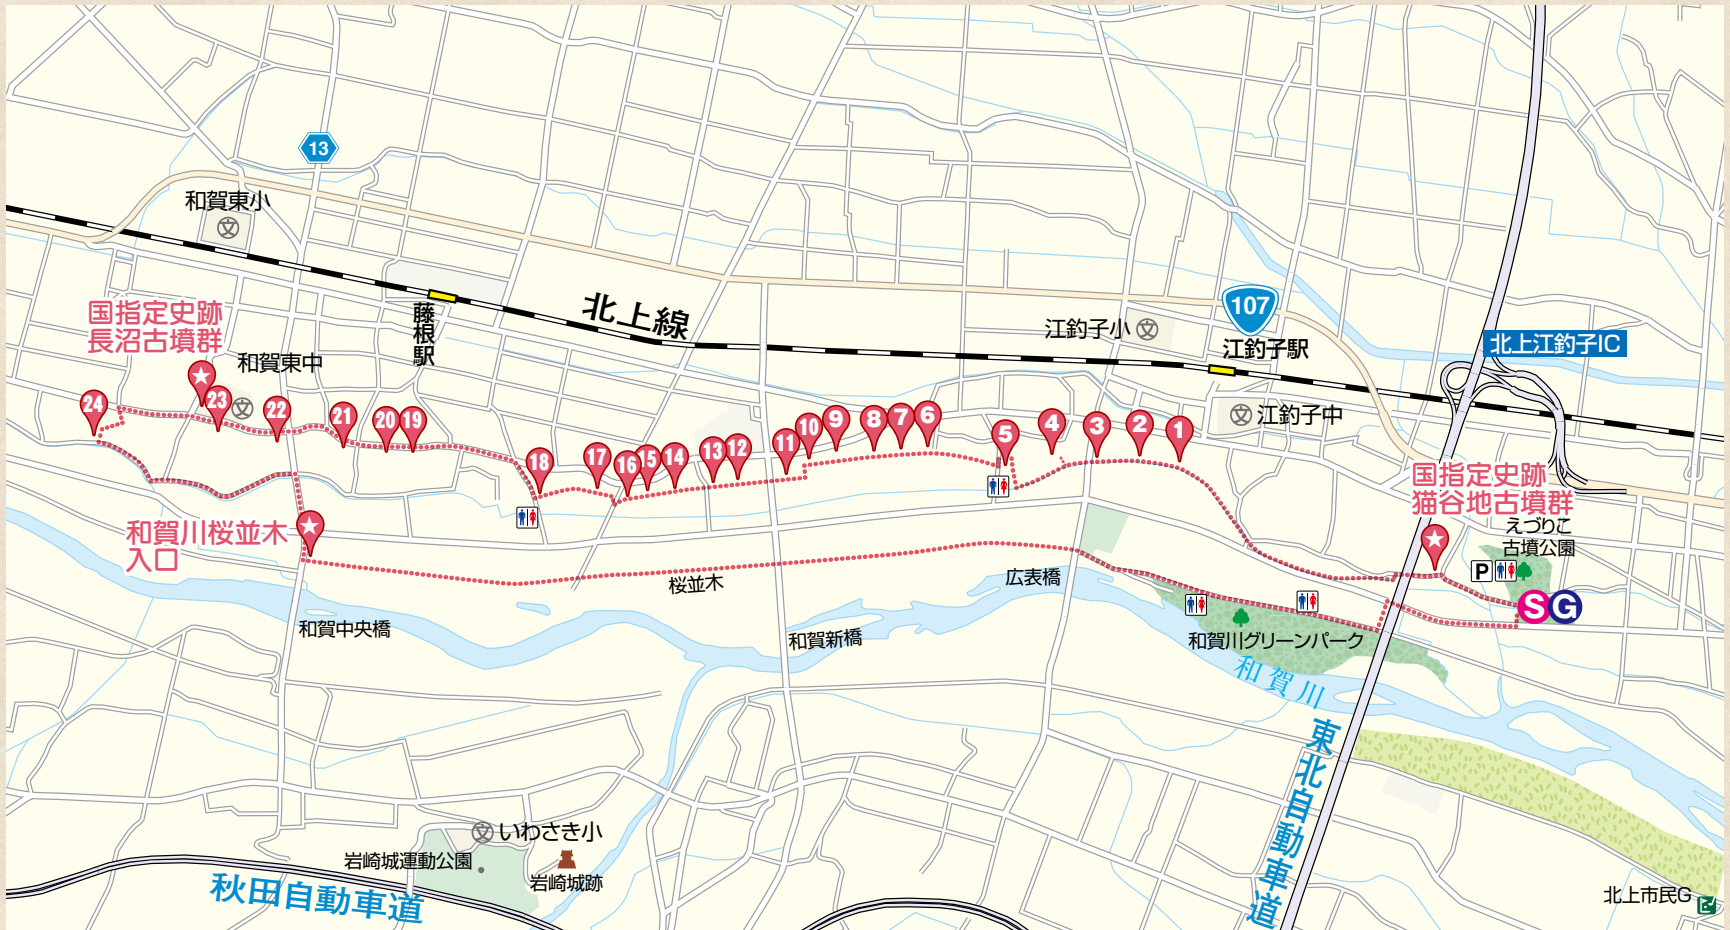 13
和賀東小
国指定史跡
長沼古墳群
和賀東中
藤根駅
北上線
江釣子小
107
江釣子駅
北上江釣子IC
江釣子中
24
23
22
21
20
19
18
17
16
15
14
13
12
11
10
9
8
7
6
5
4
3
2
1
国指定史跡
猫谷地古墳群
えづりこ
古墳公園
P
S
G
和賀川桜並木
入口
桜並木
広表橋
和賀中央橋
和賀新橋
和賀川グリーンパーク
和賀川
東北自動車道
いわさき小
岩崎城運動公園
岩崎城跡
秋田自動車道
北上市民G